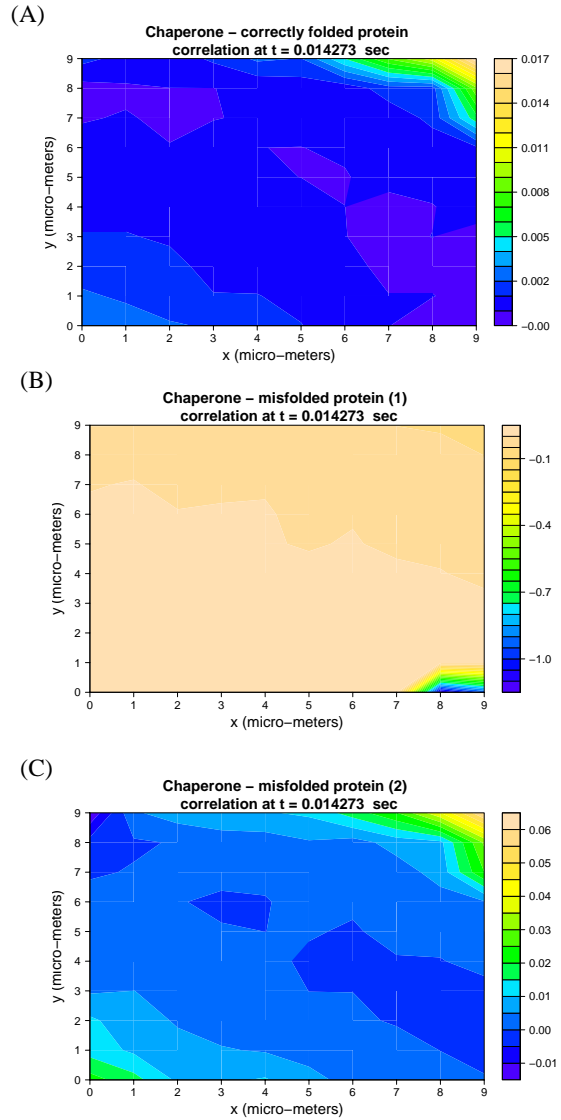 (A)
Chaperone − correctly folded protein
correlation at t = 0.014273 sec
9
8
7
6
5
4
3
2
1
0
y (micro−meters)
0 1 2 3 4 5 6 7 8 9
x (micro−meters)
0.017
0.014
0.011
0.008
0.005
0.002
−0.00
(B)
Chaperone − misfolded protein (1)
correlation at t = 0.014273 sec
9
8
7
6
5
4
3
2
1
0
y (micro−meters)
0 1 2 3 4 5 6 7 8 9
x (micro−meters)
−0.1
−0.4
−0.7
−1.0
(C)
Chaperone − misfolded protein (2)
correlation at t = 0.014273 sec
9
8
7
6
5
4
3
2
1
0
y (micro−meters)
0 1 2 3 4 5 6 7 8 9
x (micro−meters)
0.06
0.05
0.04
0.03
0.02
0.01
0.00
−0.01